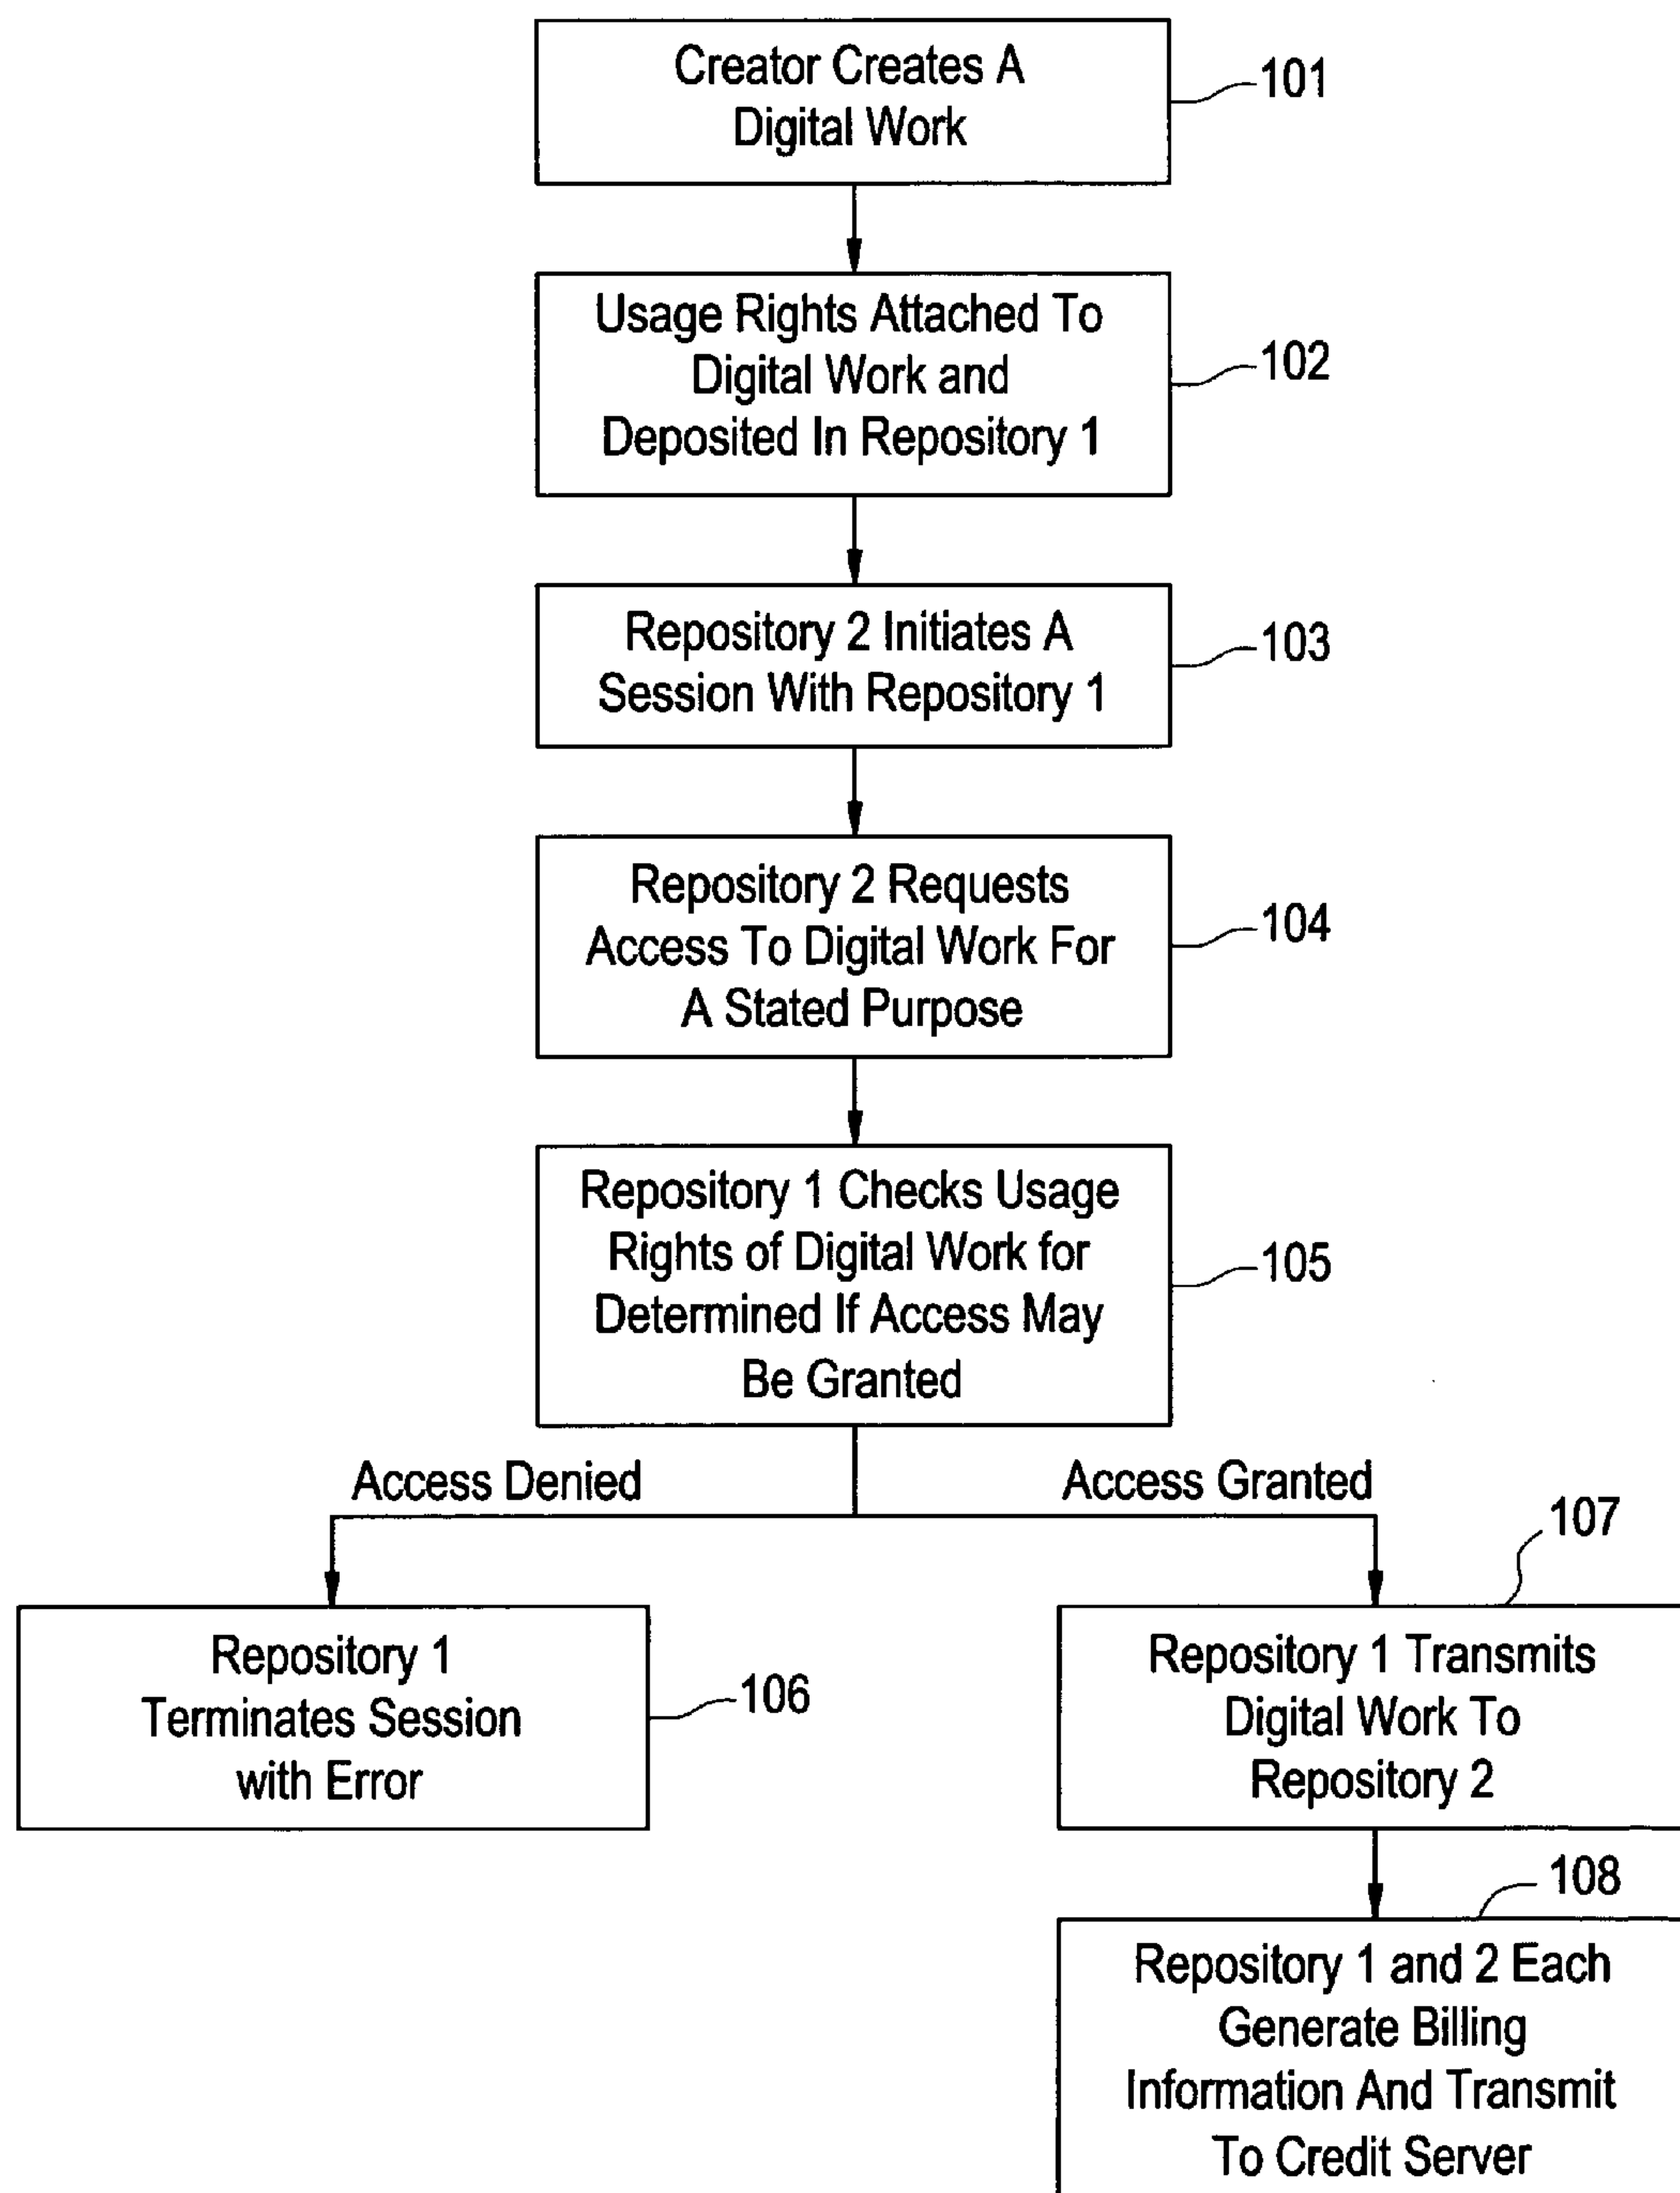 Creator Creates A
Digital Work
101
Usage Rights Attached To
Digital Work and
Deposited In Repository 1
102
Repository 2 Initiates A
Session With Repository 1
103
Repository 2 Requests
Access To Digital Work For
A Stated Purpose
104
Repository 1 Checks Usage
Rights of Digital Work for
Determined If Access May
Be Granted
105
Access Denied
Access Granted
Repository 1
Terminates Session
with Error
106
107
Repository 1 Transmits
Digital Work To
Repository 2
108
Repository 1 and 2 Each
Generate Billing
Information And Transmit
To Credit Server